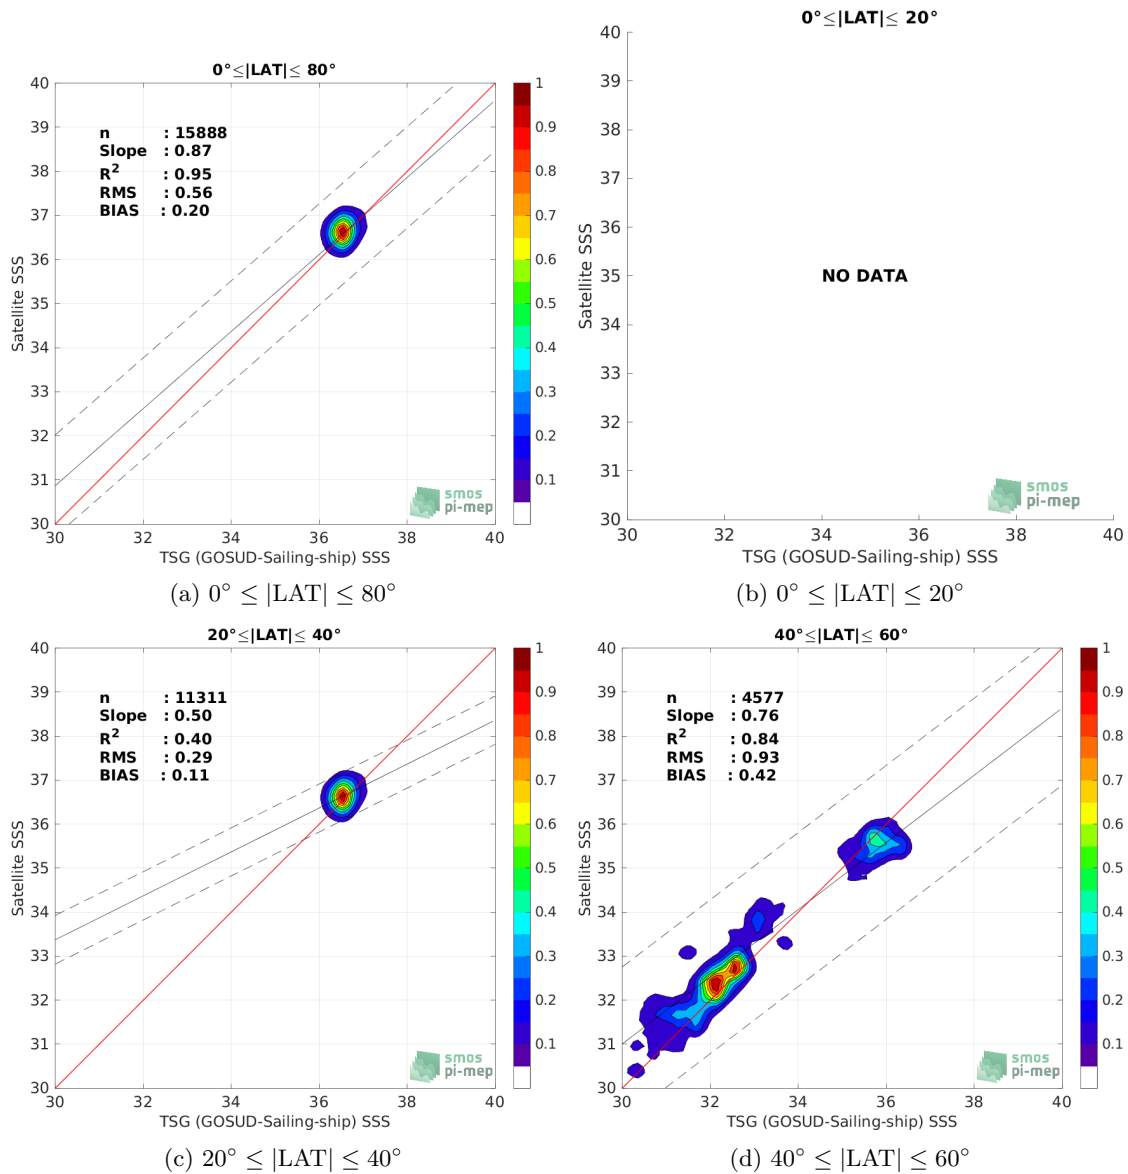 0°≤|LAT|≤ 80°
40
39
38
37
36
35
34
33
32
31
30
Satellite SSS
n : 15888
Slope : 0.87
R² : 0.95
RMS : 0.56
BIAS : 0.20
smos
pi-mep
30 32 34 36 38 40
TSG (GOSUD-Sailing-ship) SSS
1
0.9
0.8
0.7
0.6
0.5
0.4
0.3
0.2
0.1
(a) 0° ≤ |LAT| ≤ 80°
0°≤|LAT|≤ 20°
40
39
38
37
36
35
34
33
32
31
30
Satellite SSS
NO DATA
smos
pi-mep
30 32 34 36 38 40
TSG (GOSUD-Sailing-ship) SSS
(b) 0° ≤ |LAT| ≤ 20°
20°≤|LAT|≤ 40°
40
39
38
37
36
35
34
33
32
31
30
Satellite SSS
n : 11311
Slope : 0.50
R² : 0.40
RMS : 0.29
BIAS : 0.11
smos
pi-mep
30 32 34 36 38 40
TSG (GOSUD-Sailing-ship) SSS
1
0.9
0.8
0.7
0.6
0.5
0.4
0.3
0.2
0.1
(c) 20° ≤ |LAT| ≤ 40°
40°≤|LAT|≤ 60°
40
39
38
37
36
35
34
33
32
31
30
Satellite SSS
n : 4577
Slope : 0.76
R² : 0.84
RMS : 0.93
BIAS : 0.42
smos
pi-mep
30 32 34 36 38 40
TSG (GOSUD-Sailing-ship) SSS
1
0.9
0.8
0.7
0.6
0.5
0.4
0.3
0.2
0.1
(d) 40° ≤ |LAT| ≤ 60°